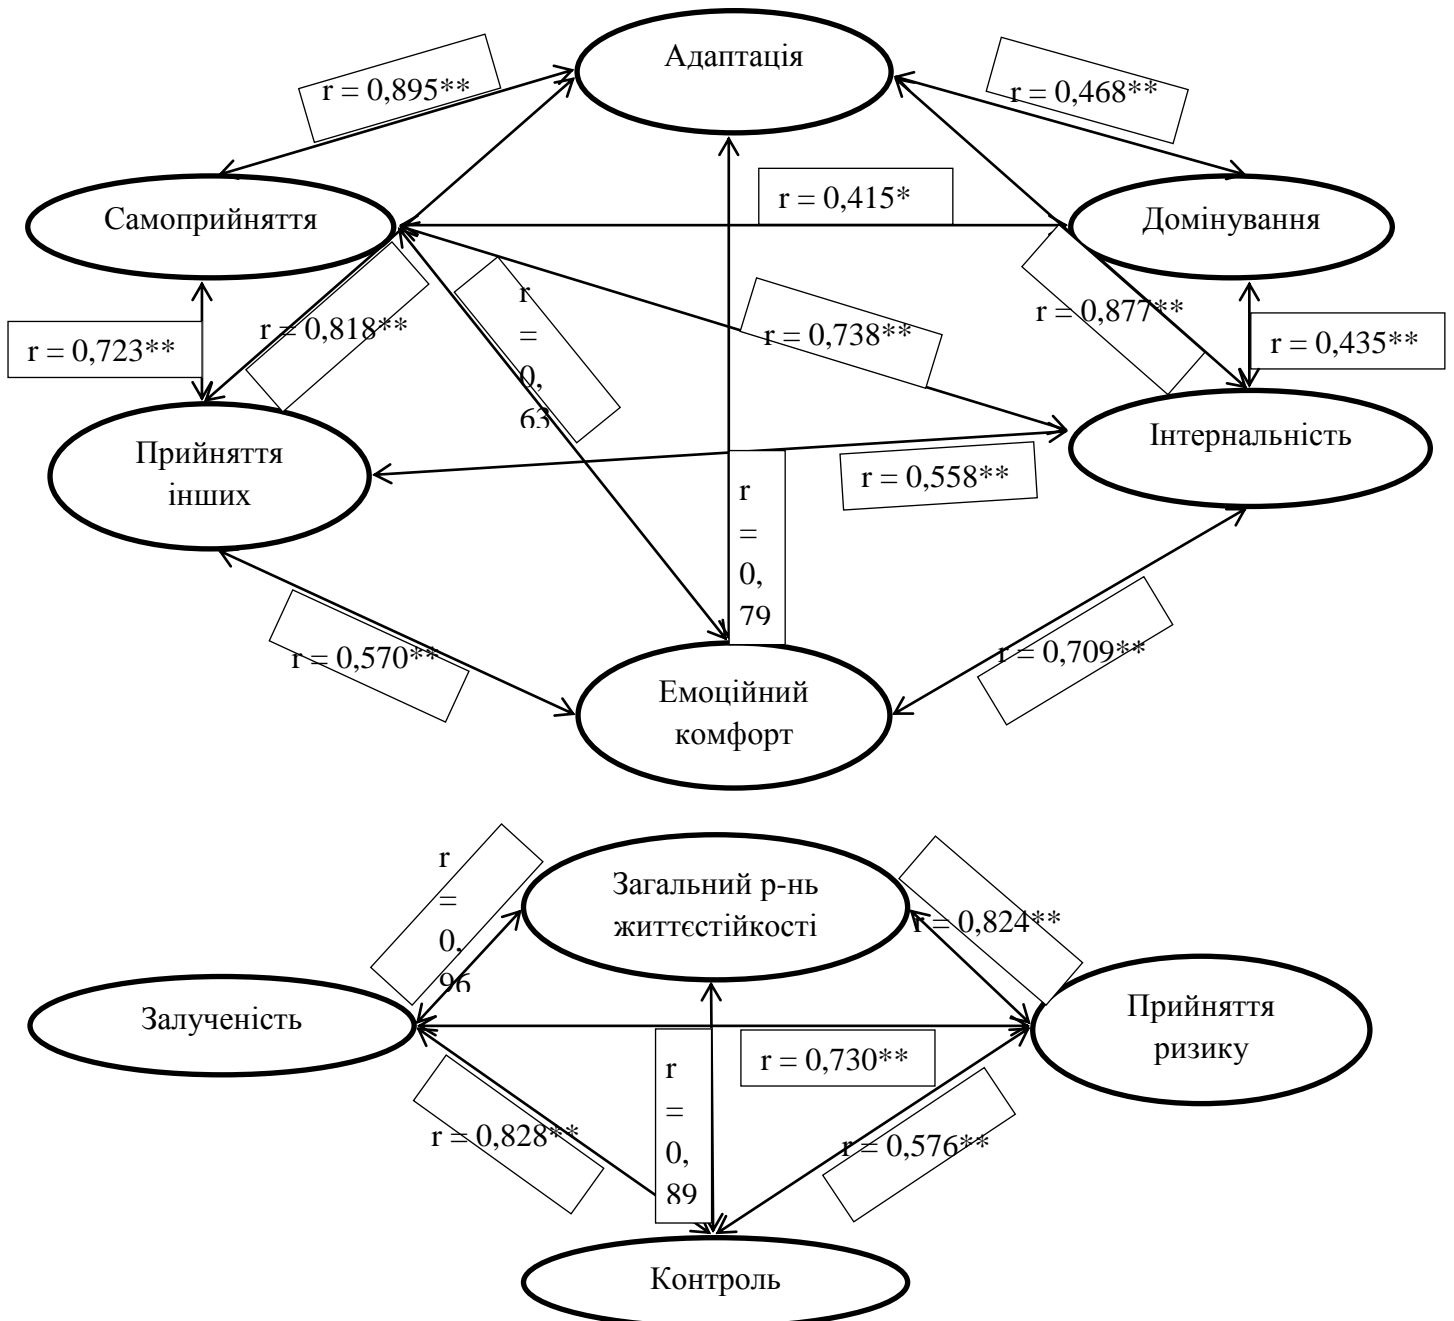 Адаптація
r = 0,895**
r = 0,468**
r = 0,415*
Самоприйняття
Домінування
r = 0,723**
r = 0,818**
r
=
0,
63
r = 0,738**
r = 0,877**
r = 0,435**
Прийняття
інших
Інтернальність
r = 0,558**
r
=
0,
79
r = 0,570**
r = 0,709**
Емоційний
комфорт
r
=
0,
96
Загальний р-нь
життєстійкості
r = 0,824**
Залученість
Прийняття
ризику
r = 0,730**
r
=
0,
89
r = 0,828**
r = 0,576**
Контроль